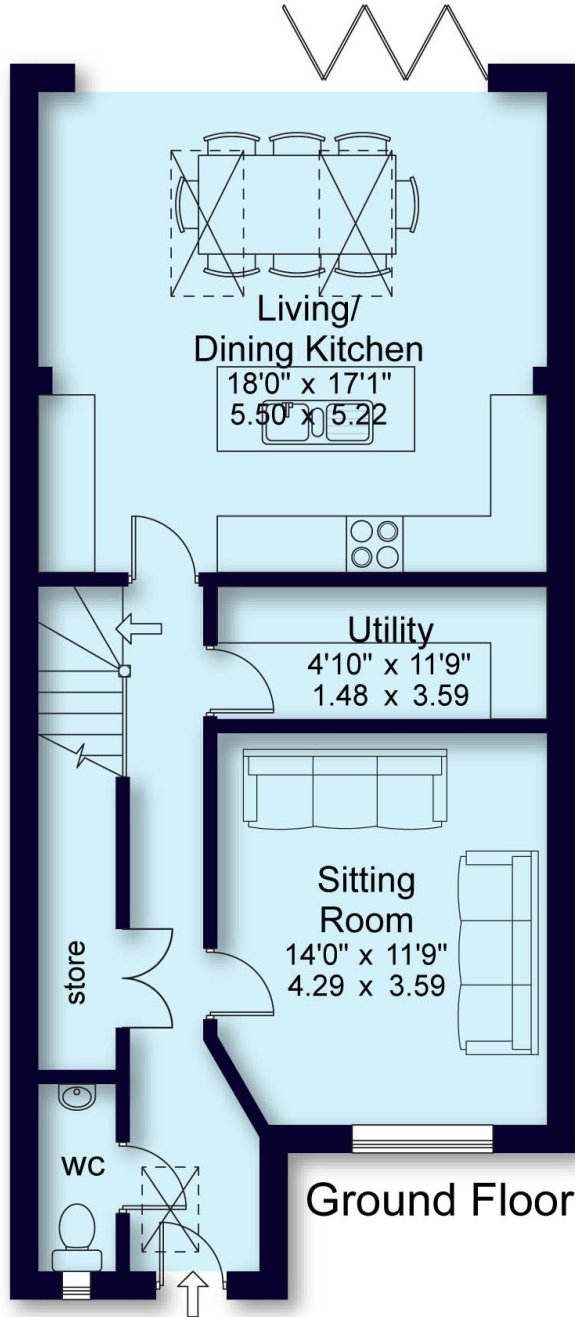 Living/
Dining Kitchen
18'0" x 17'1"
5.50 x 5.22
Utility
4'10" x 11'9"
1.48 x 3.59
Sitting
Room
14'0" x 11'9"
4.29 x 3.59
store
WC
Ground Floor